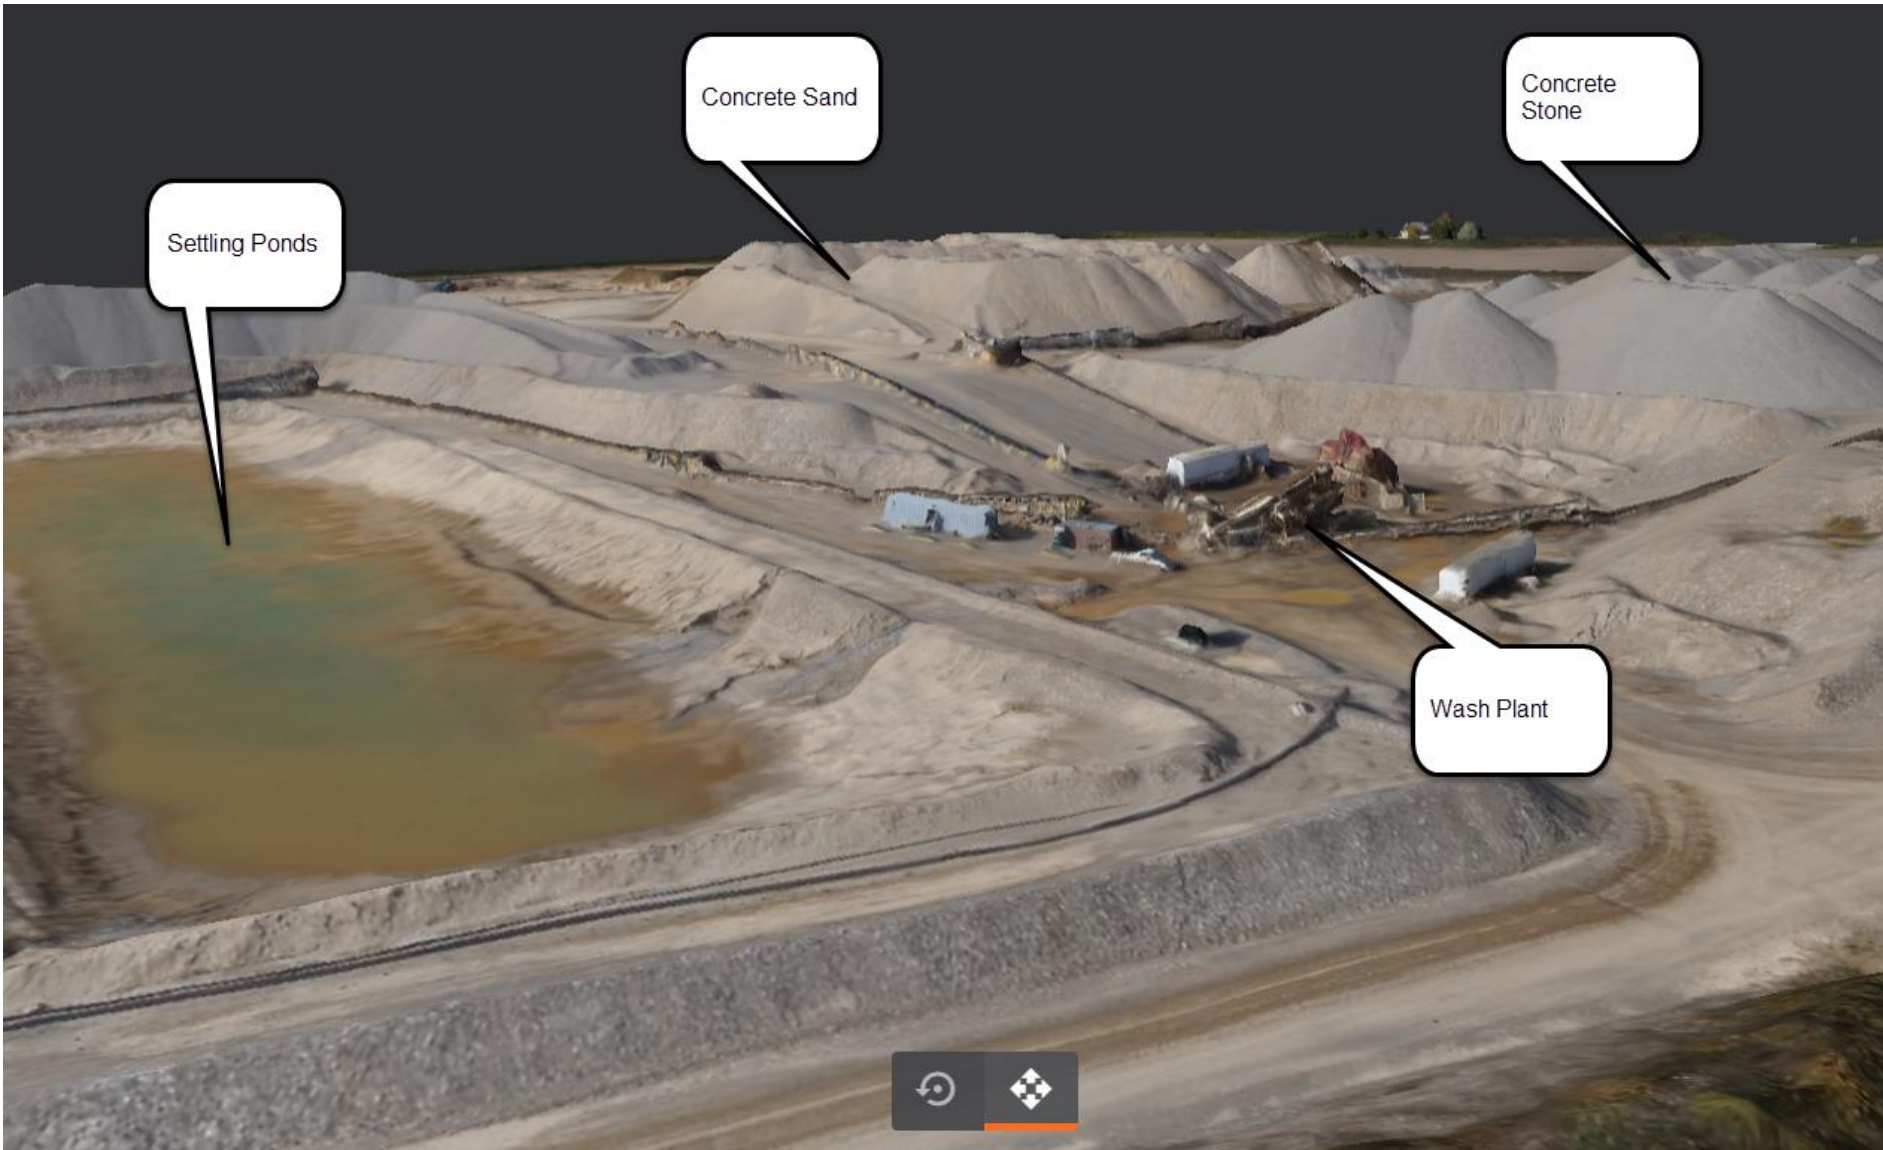 Concrete Sand
Concrete
Stone
Settling Ponds
Wash Plant